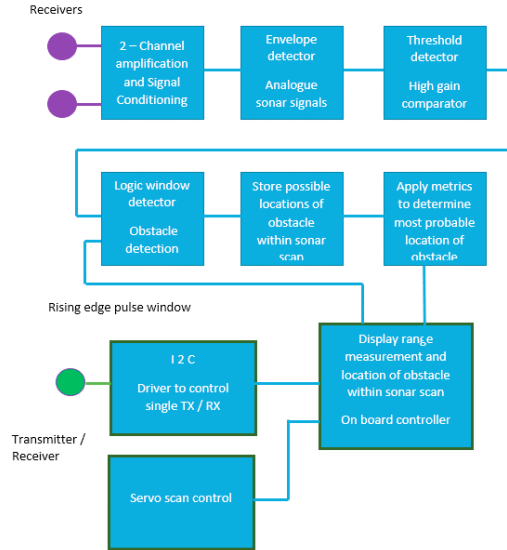 Receivers
2 – Channel
amplification
and Signal
Conditioning
Envelope
detector
Analogue
sonar signals
Threshold
detector
High gain
comparator
Logic window
detector
Obstacle
detection
Store possible
locations of
obstacle
within sonar
scan
Apply metrics
to determine
most probable
location of
obstacle
Rising edge pulse window
I 2 C
Driver to control
single TX / RX
Display range
measurement and
location of obstacle
within sonar scan
On board controller
Transmitter /
Receiver
Servo scan control